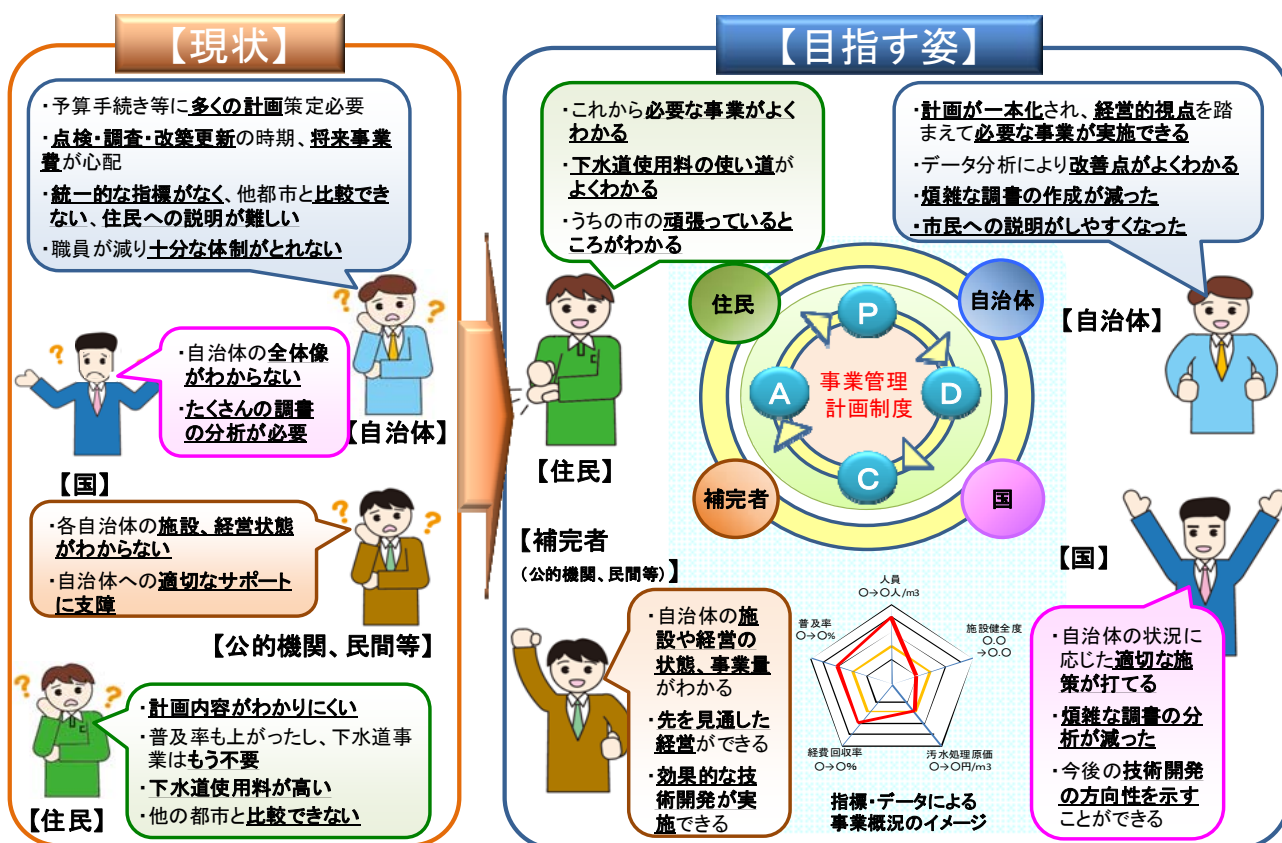 【現状】
・予算手続き等に多くの計画策定必要
・点検・調査・改築更新の時期、将来事業
費が心配
・統一的な指標がなく、他都市と比較でき
ない、住民への説明が難しい
・職員が減り十分な体制がとれない
?
?
【自治体】
?
?
・自治体の全体像
がわからない
・たくさんの調書
の分析が必要
【国】
・各自治体の施設、経営状態
がわからない
・自治体への適切なサポート
に支障
?
?
【公的機関、民間等】
?
?
・計画内容がわかりにくい
・普及率も上がったし、下水道事
業はもう不要
・下水道使用料が高い
・他の都市と比較できない
【住民】
【目指す姿】
・これから必要な事業がよく
わかる
・下水道使用料の使い道が
よくわかる
・うちの市の頑張っていると
ころがわかる
【住民】
・計画が一本化され、経営的視点を踏
まえて必要な事業が実施できる
・データ分析により改善点がよくわかる
・煩雑な調書の作成が減った
・市民への説明がしやすくなった
【自治体】
住民
自治体
P
A
事業管理
計画制度
D
C
補完者
国
【補完者
(公的機関、民間等)】
・自治体の施
設や経営の
状態、事業量
がわかる
・先を見通した
経営ができる
・効果的な技
術開発が実
施できる
人員
○→○人/m3
普及率
○→○%
施設健全度
○.○
→○.○
経費回収率
○→○%
汚水処理原価
○→○円/m3
指標・データによる
事業概況のイメージ
【国】
・自治体の状況に
応じた適切な施
策が打てる
・煩雑な調書の分
析が減った
・今後の技術開発
の方向性を示す
ことができる